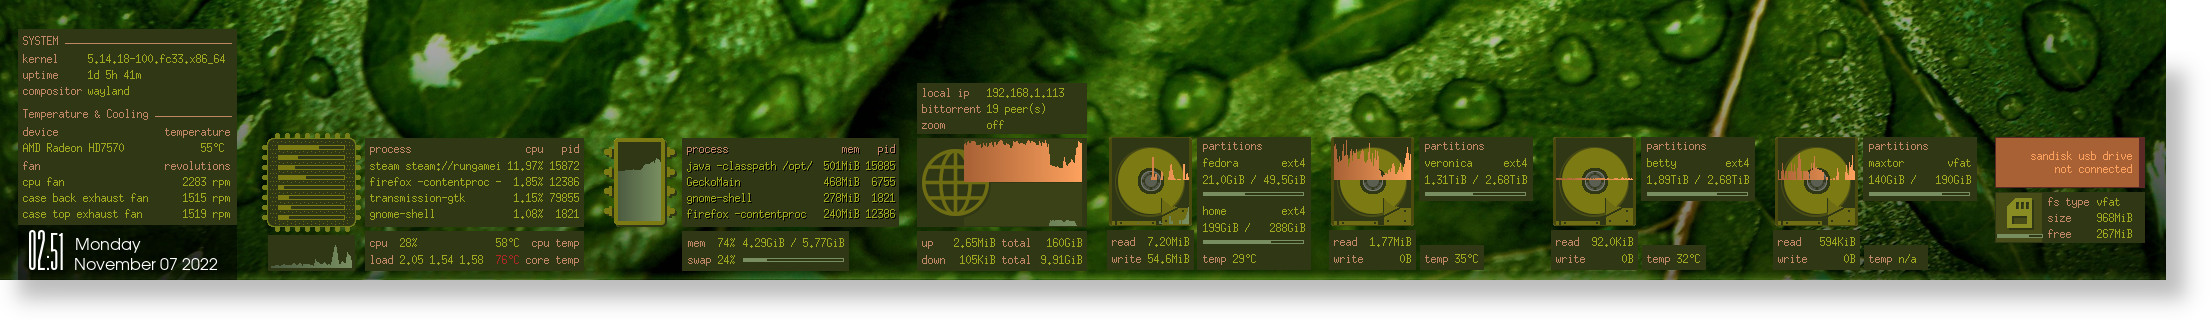 SYSTEM
kernel 5.14.18-100.fc33.x86_64
uptime 1d 5h 41m
compositor wayland
Temperature & Cooling
device temperature
AMD Radeon HD7570 55°C
fan revolutions
cpu fan 2283 rpm
case back exhaust fan 1515 rpm
case top exhaust fan 1519 rpm
02:51 Monday
November 07 2022
process cpu pid
steam steam://rungamei 11.97% 15872
firefox -contentproc - 1.85% 12386
transmission-gtk 1.15% 79855
gnome-shell 1.08% 1821
cpu 28% 58°C cpu temp
load 2.05 1.54 1.58 76°C core temp
process mem pid
java -classpath /opt/ 501MiB 15885
GeckoMain 468MiB 6755
gnome-shell 278MiB 1821
firefox -contentproc 240MiB 12386
mem 74% 4.29GiB / 5.77GiB
swap 24%
local ip 192.168.1.113
bittorrent 19 peer(s)
zoom off
up 2.65MiB total 160GiB
down 105KiB total 9.91GiB
partitions
fedora ext4
21.0GiB / 49.5GiB
home ext4
199GiB / 288GiB
read 7.20MiB
write 54.6MiB
temp 29°C
partitions
veronica ext4
1.31TiB / 2.68TiB
read 1.77MiB
write 0B
temp 35°C
partitions
betty ext4
1.89TiB / 2.68TiB
read 92.0KiB
write 0B
temp 32°C
partitions
maxtor vfat
140GiB / 190GiB
read 594KiB
write 0B
temp n/a
sandisk usb drive
not connected
fs type vfat
size 968MiB
free 267MiB